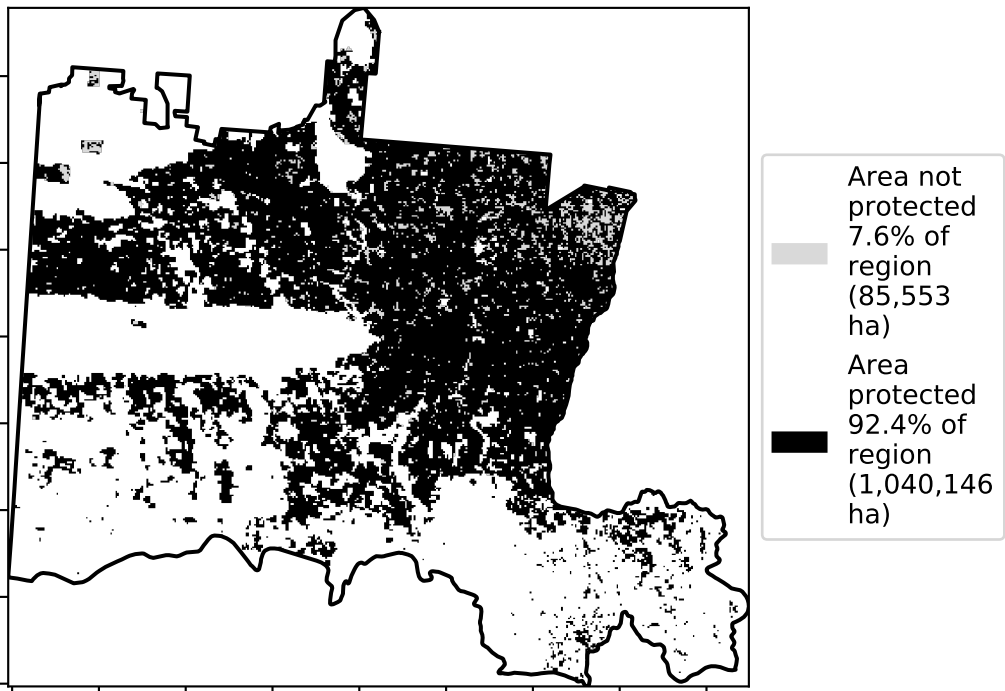 Area not
protected
7.6% of
region
(85,553
ha)
Area
protected
92.4% of
region
(1,040,146
ha)